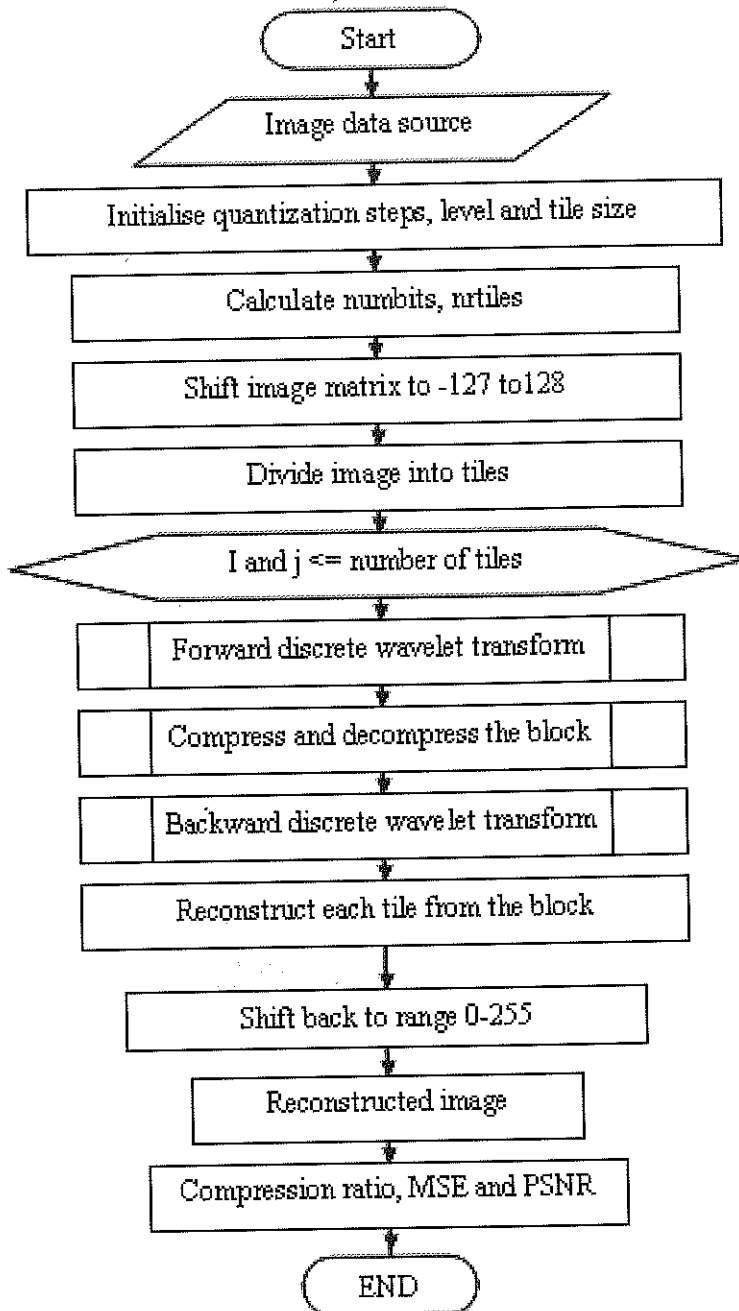 Start
Image data source
Initialise quantization steps, level and tile size
Calculate numbits, nrtiles
Shift image matrix to -127 to128
Divide image into tiles
I and j <= number of tiles
Forward discrete wavelet transform
Compress and decompress the block
Backward discrete wavelet transform
Reconstruct each tile from the block
Shift back to range 0-255
Reconstructed image
Compression ratio, MSE and PSNR
END